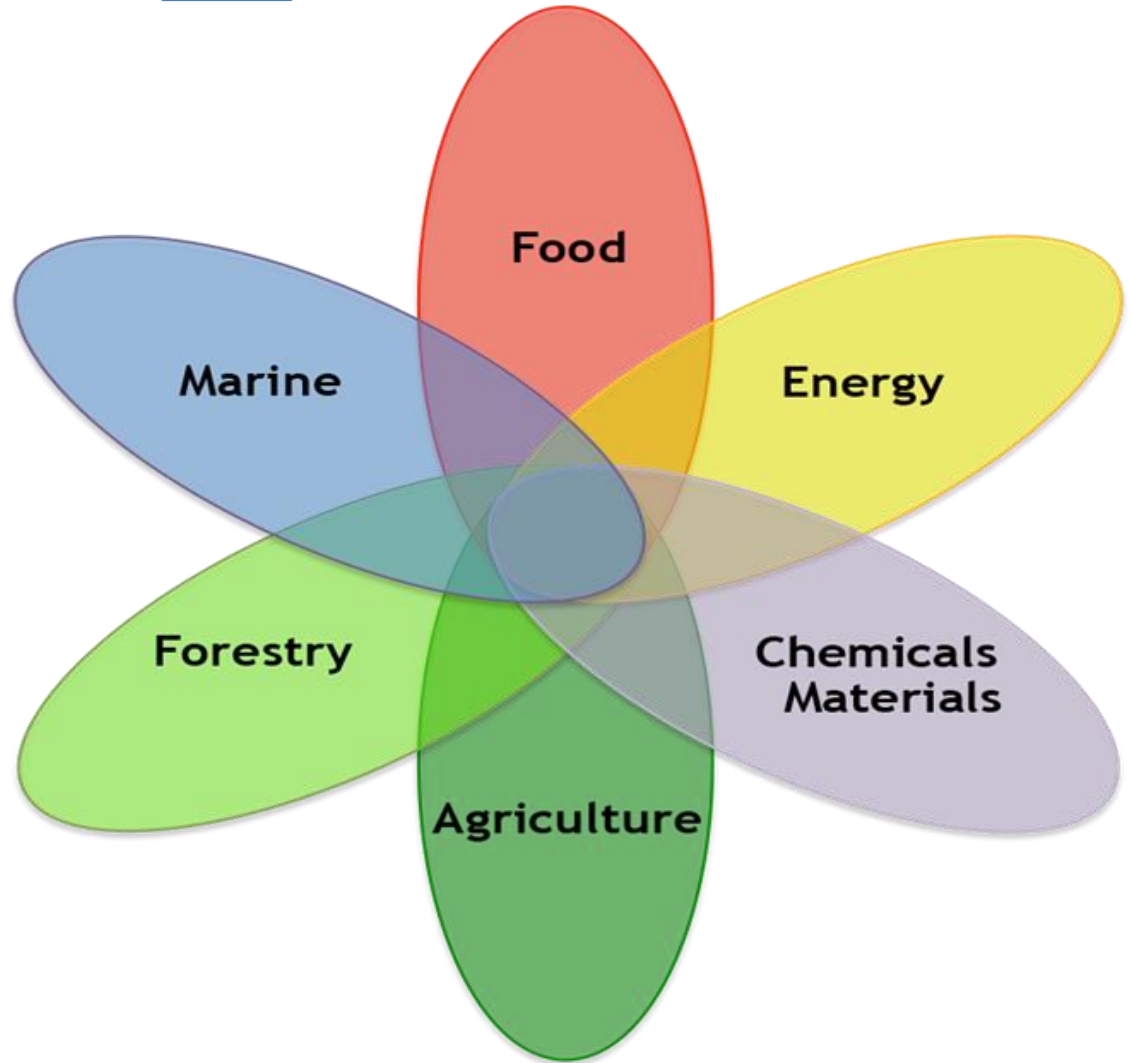 Food
Marine
Energy
Forestry
Chemicals
Materials
Agriculture